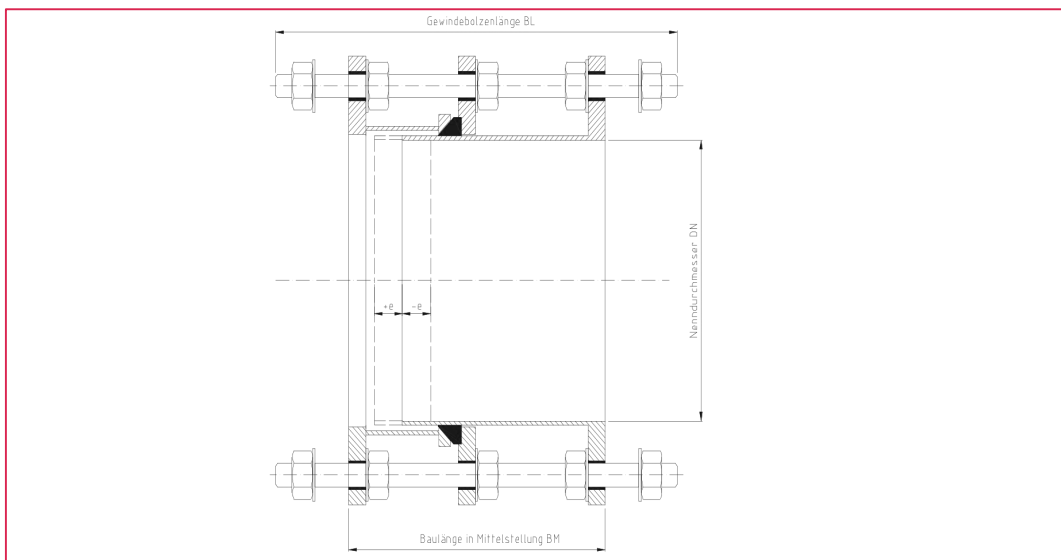 Gewindebolzenlänge BL
+e
-e
Nenndurchmesser DN
Baulänge in Mittelstellung BM